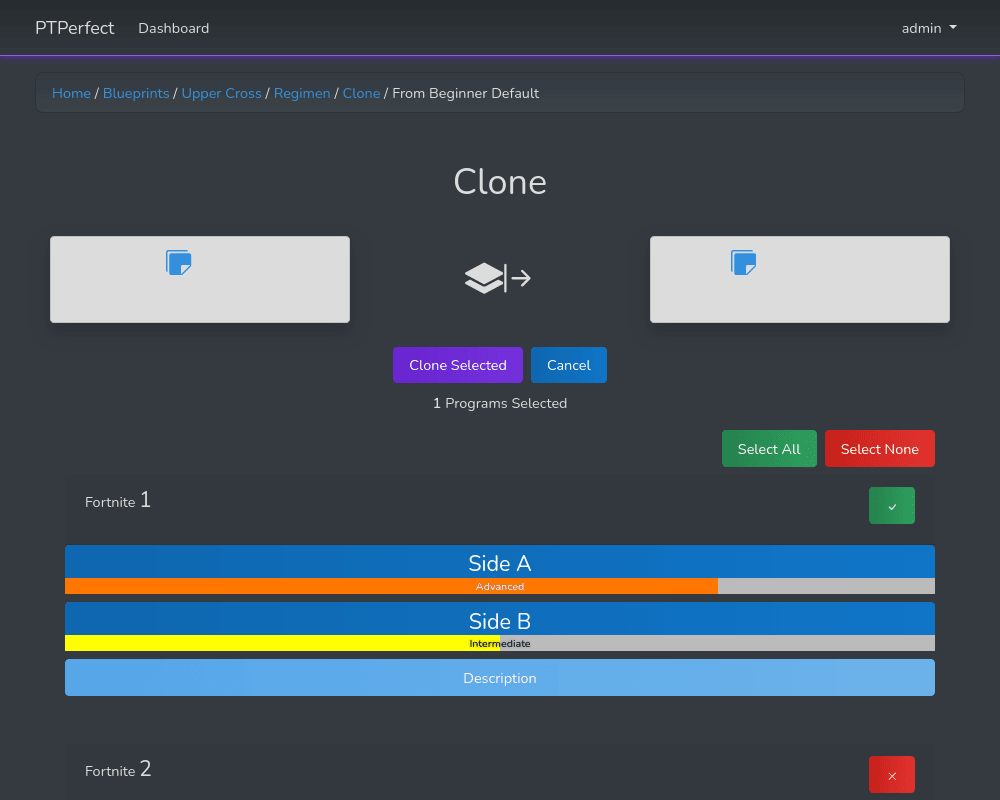 PTPerfect Dashboard admin
Home / Blueprints / Upper Cross / Regimen / Clone / From Beginner Default
Clone
Clone Selected Cancel
1 Programs Selected
Select All Select None
Fortnite 1
Side A
Advanced
Side B
Intermediate
Description
Fortnite 2